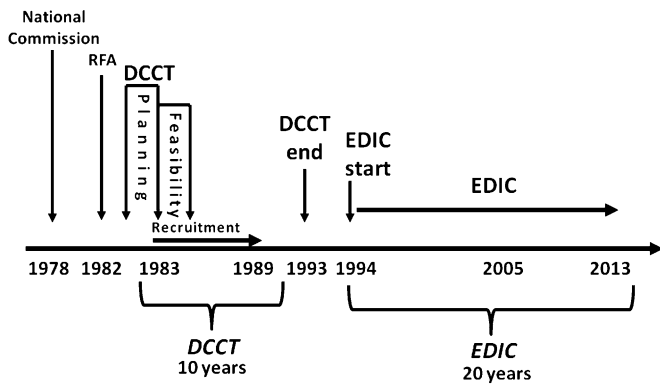 National
Commission
RFA
DCCT
Planning
Feasibility
DCCT
end
EDIC
start
EDIC
Recruitment
1978 1982 1983 1989 1993 1994 2005 2013
DCCT
10 years
EDIC
20 years